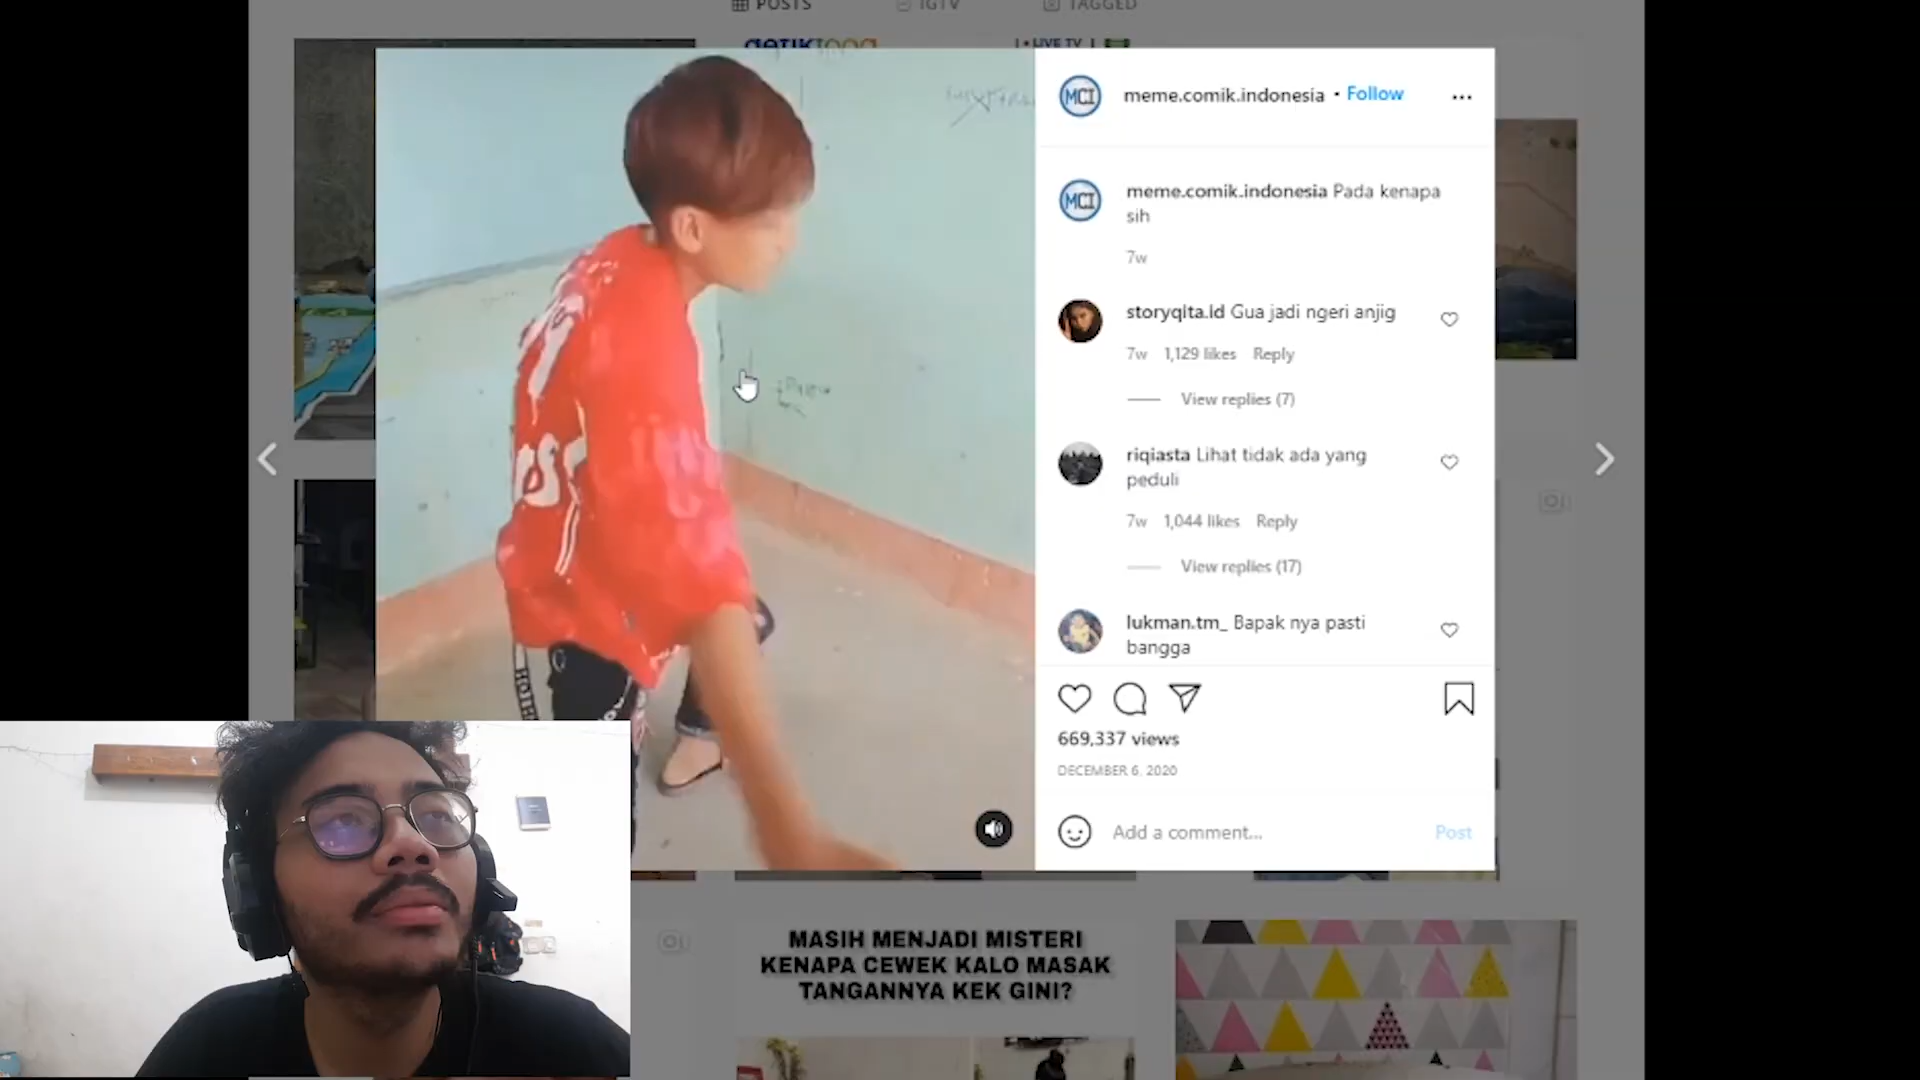 POSTS
IGTV
TAGGED
LIVE TV
MCI
meme.comik.indonesia • Follow
MCI
meme.comik.indonesia Pada kenapa
sih
7w
storyqita.id Gua jadi ngeri anjig
7w 1,129 likes Reply
View replies (7)
riqiasta Lihat tidak ada yang
peduli
7w 1,044 likes Reply
View replies (17)
lukman.tm_ Bapak nya pasti
bangga
669,337 views
DECEMBER 6, 2020
Add a comment...
Post
MASIH MENJADI MISTERI
KENAPA CEWEK KALO MASAK
TANGANNYA KEK GINI?